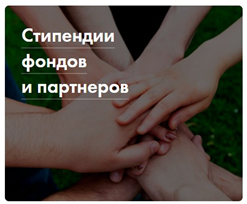 Стипендии
фондов
и партнеров